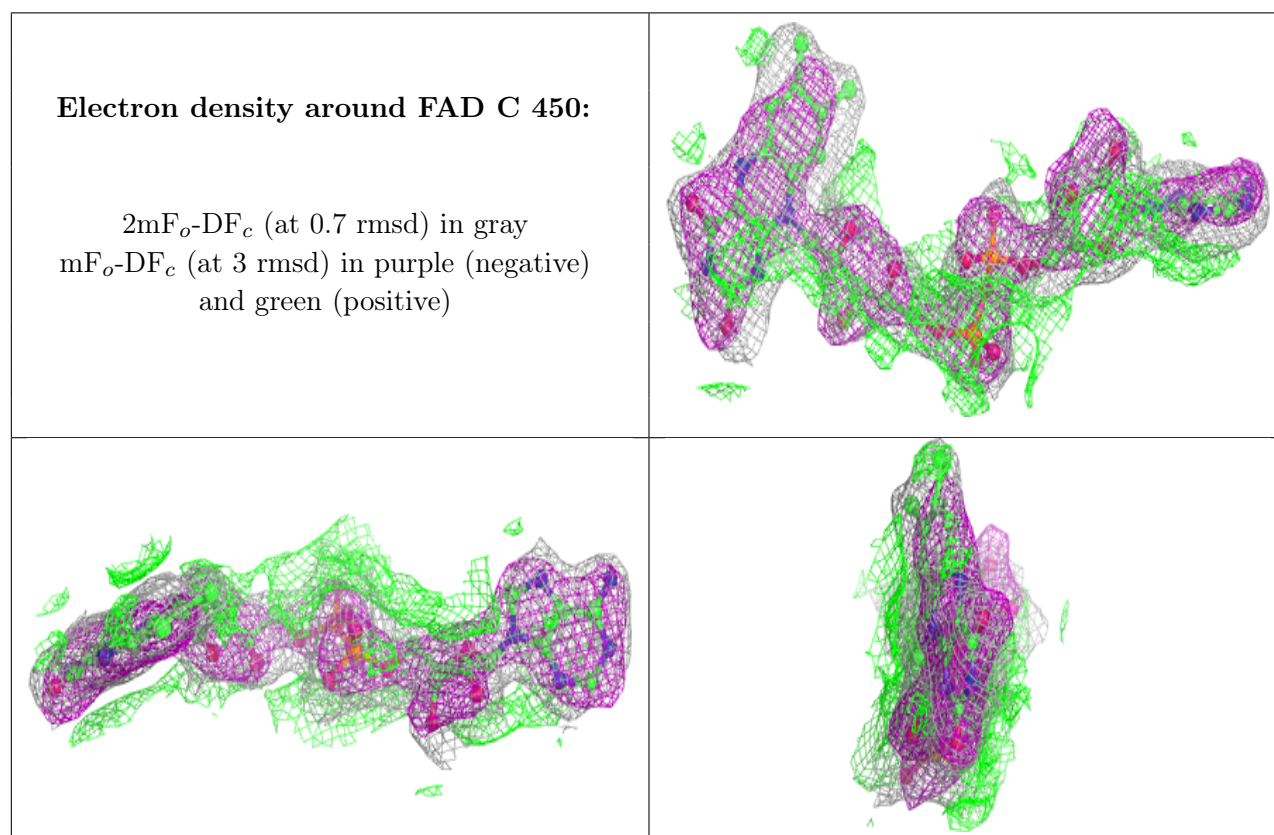 Electron density around FAD C 450:
2mFo-DFc (at 0.7 rmsd) in gray
mFo-DFc (at 3 rmsd) in purple (negative)
and green (positive)